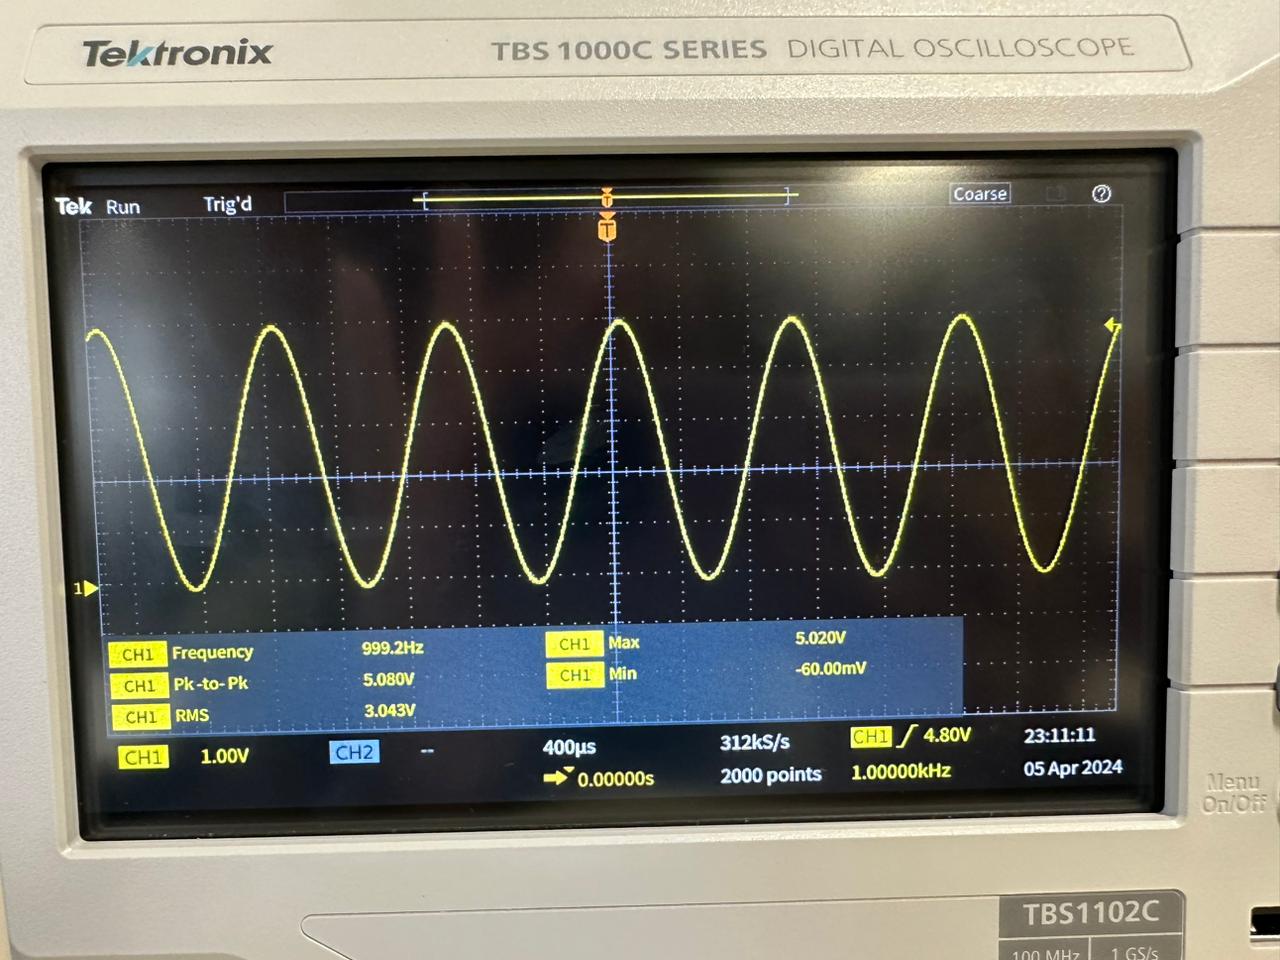 Tektronix TBS 1000C SERIES DIGITAL OSCILLOSCOPE
Tek Run Trig'd Coarse ?
T
T
1
CH1 Frequency 999.2Hz CH1 Max 5.020V
CH1 Pk-to-Pk 5.080V CH1 Min -60.00mV
CH1 RMS 3.043V
CH1 1.00V CH2 -- 400µs 312kS/s CH1 4.80V 23:11:11
0.00000s 2000 points 1.00000kHz 05 Apr 2024
Menu
On/Off
TBS1102C
100 MHz 1 GS/s